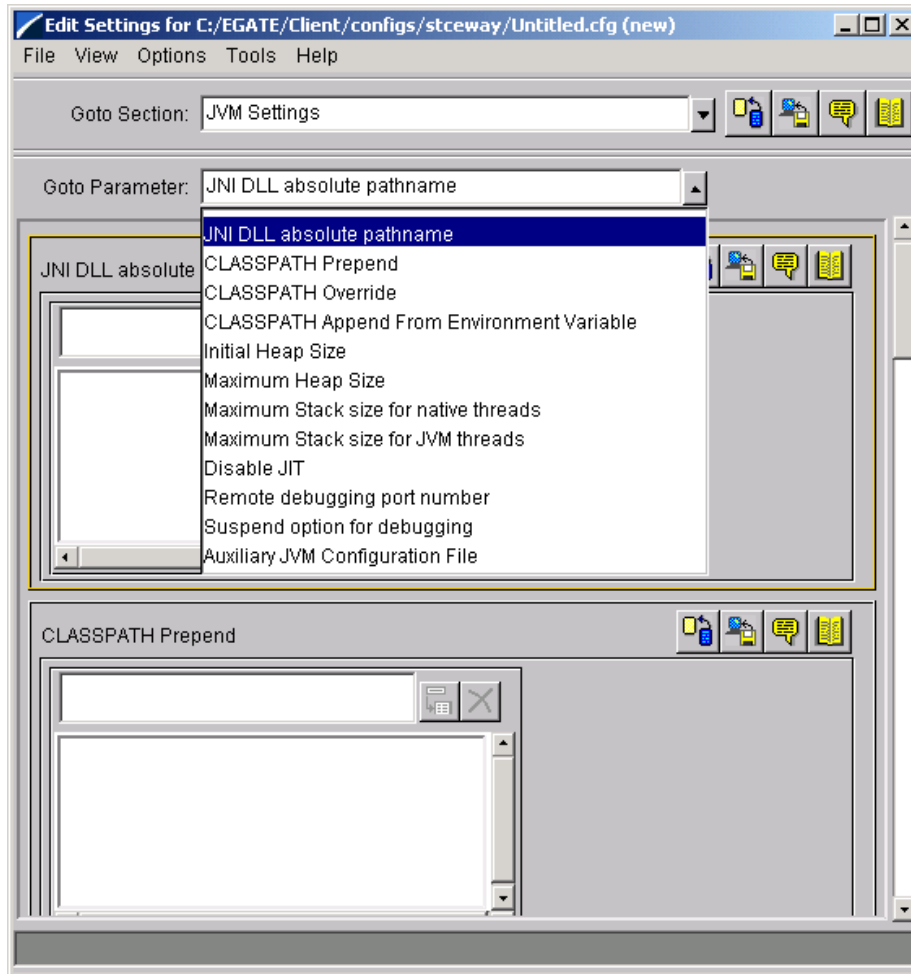 Edit Settings for C:/EGATE/Client/configs/stceway/Untitled.cfg (new)
File View Options Tools Help
Goto Section: JVM Settings
Goto Parameter: JNI DLL absolute pathname
JNI DLL absolute pathname
JNI DLL absolute
CLASSPATH Prepend
CLASSPATH Override
CLASSPATH Append From Environment Variable
Initial Heap Size
Maximum Heap Size
Maximum Stack size for native threads
Maximum Stack size for JVM threads
Disable JIT
Remote debugging port number
Suspend option for debugging
Auxiliary JVM Configuration File
CLASSPATH Prepend